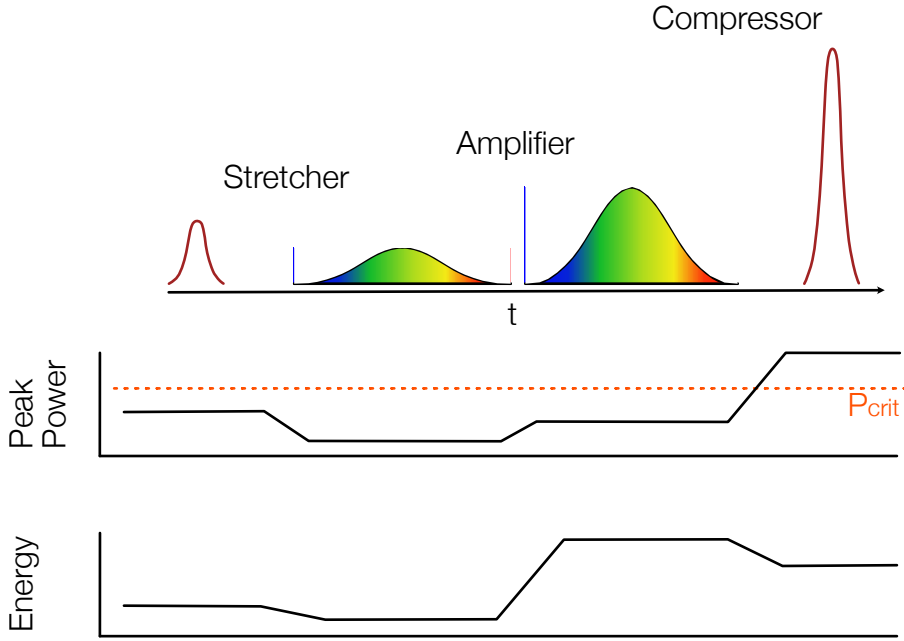 Compressor
Amplifier
Stretcher
t
Peak
Power
Pcrit
Energy